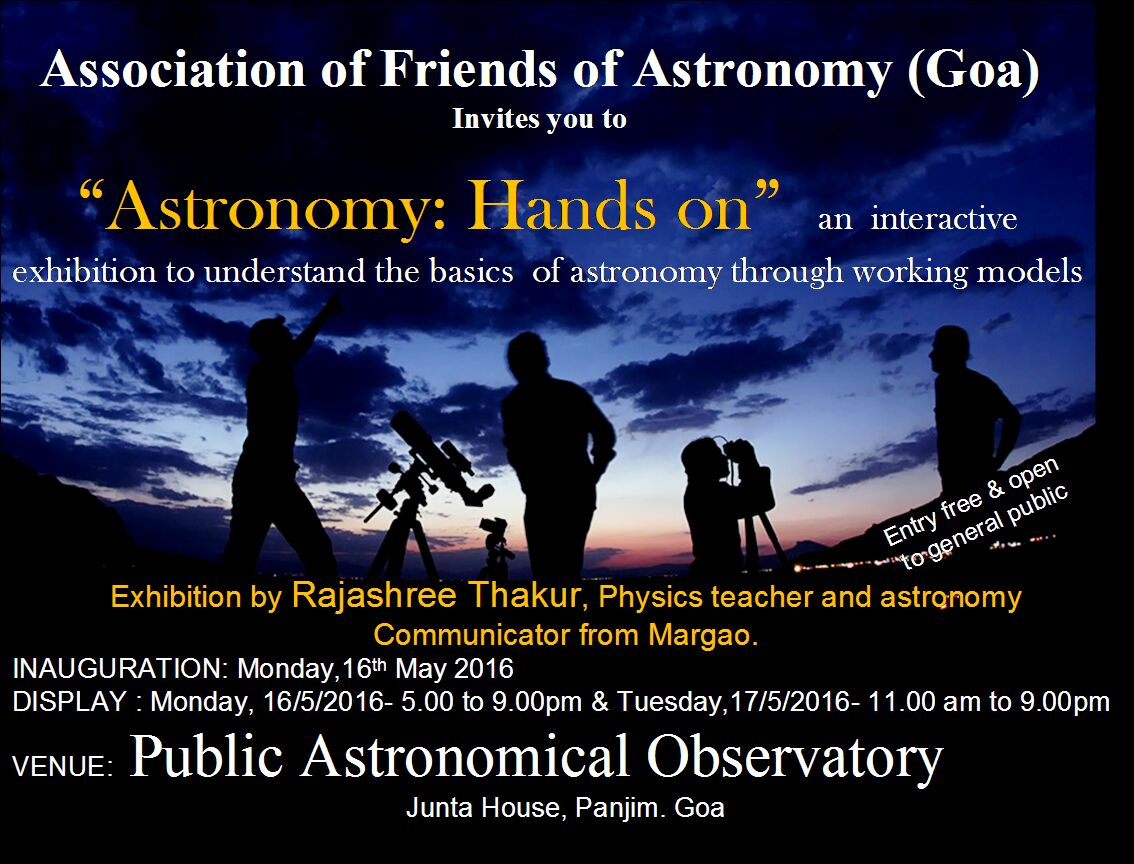 Association of Friends of Astronomy (Goa)
Invites you to
“Astronomy: Hands on” an interactive
exhibition to understand the basics of astronomy through working models
Entry free & open
to general public
Exhibition by Rajashree Thakur, Physics teacher and astronomy
Communicator from Margao.
INAUGURATION: Monday,16th May 2016
DISPLAY : Monday, 16/5/2016- 5.00 to 9.00pm & Tuesday,17/5/2016- 11.00 am to 9.00pm
VENUE: Public Astronomical Observatory
Junta House, Panjim. Goa